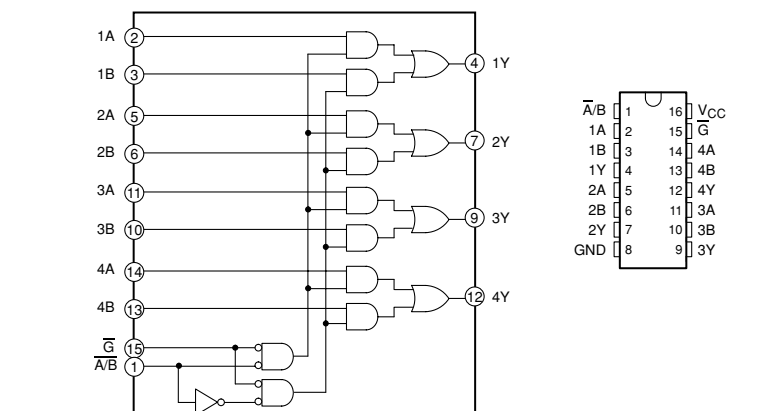 1A 2
1B 3
2A 5
2B 6
3A 11
3B 10
4A 14
4B 13
G̅ 15
A̅/̅B̅ 1
4 1Y
7 2Y
9 3Y
12 4Y
A̅/B 1 16 VCC
1A 2 15 G̅
1B 3 14 4A
1Y 4 13 4B
2A 5 12 4Y
2B 6 11 3A
2Y 7 10 3B
GND 8 9 3Y